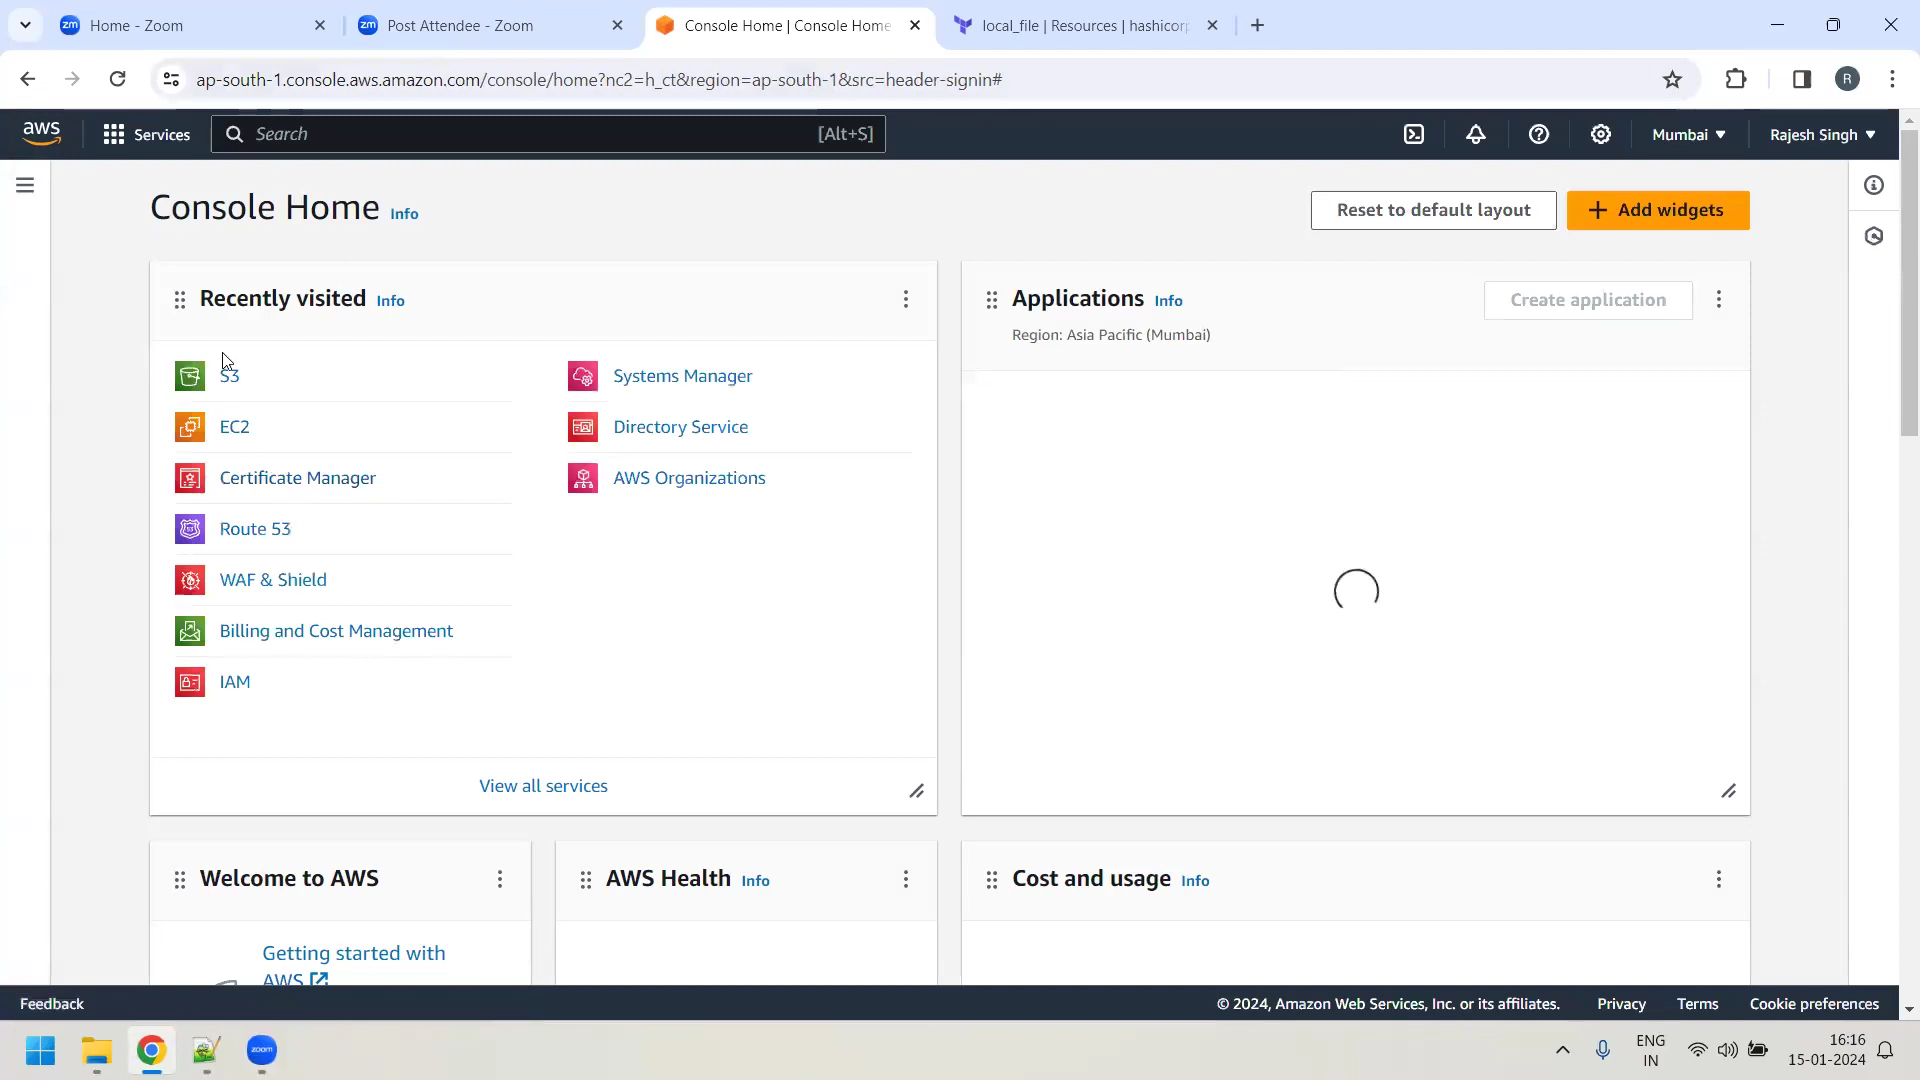 zm Home - Zoom
zm Post Attendee - Zoom
Console Home | Console Home
local_file | Resources | hashicorp
ap-south-1.console.aws.amazon.com/console/home?nc2=h_ct&region=ap-south-1&src=header-signin#
R
aws
Services
Search
[Alt+S]
Mumbai
Rajesh Singh
Console Home Info
Reset to default layout
Add widgets
Recently visited Info
S3
EC2
Certificate Manager
Route 53
WAF & Shield
Billing and Cost Management
IAM
Systems Manager
Directory Service
AWS Organizations
View all services
Applications Info
Region: Asia Pacific (Mumbai)
Create application
Welcome to AWS
Getting started with
AWS
AWS Health Info
Cost and usage Info
Feedback
© 2024, Amazon Web Services, Inc. or its affiliates.
Privacy
Terms
Cookie preferences
zoom
ENG
IN
16:16
15-01-2024